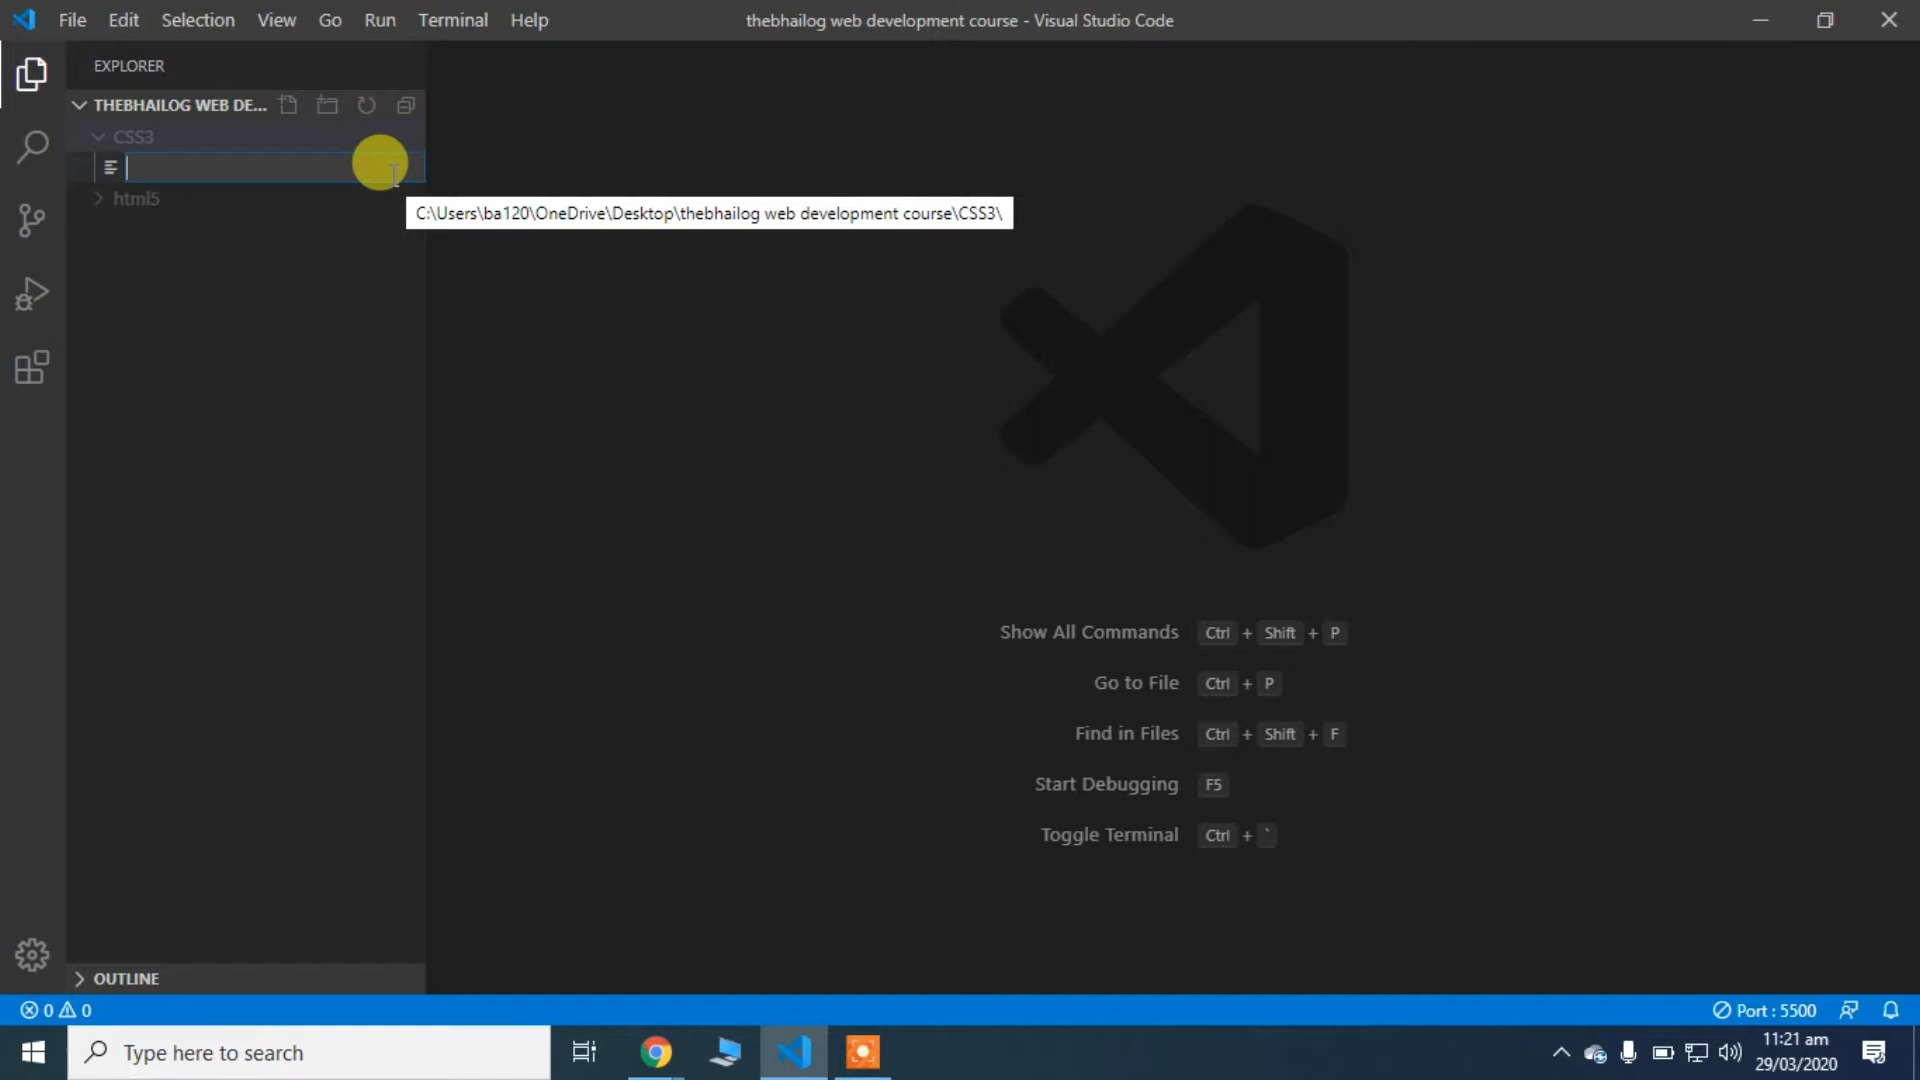 File Edit Selection View Go Run Terminal Help
thebhailog web development course - Visual Studio Code
EXPLORER
THEBHAILOG WEB DE...
CSS3
html5
C:\Users\ba120\OneDrive\Desktop\thebhailog web development course\CSS3\
Show All Commands Ctrl + Shift + P
Go to File Ctrl + P
Find in Files Ctrl + Shift + F
Start Debugging F5
Toggle Terminal Ctrl + `
OUTLINE
0 0
Port : 5500
Type here to search
11:21 am
29/03/2020